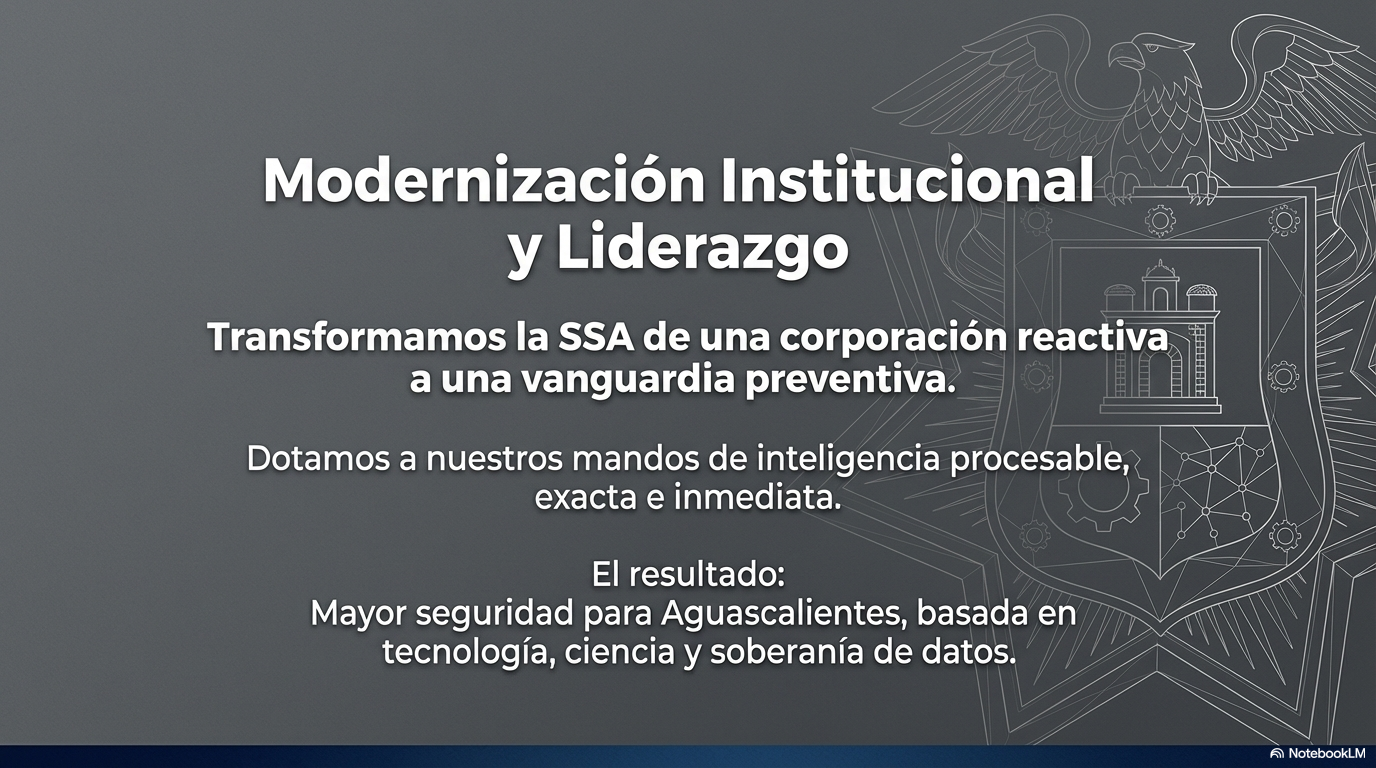 Modernización Institucional
y Liderazgo
Transformamos la SSA de una corporación reactiva
a una vanguardia preventiva.
Dotamos a nuestros mandos de inteligencia procesable,
exacta e inmediata.
El resultado:
Mayor seguridad para Aguascalientes, basada en
tecnología, ciencia y soberanía de datos.
NotebookLM